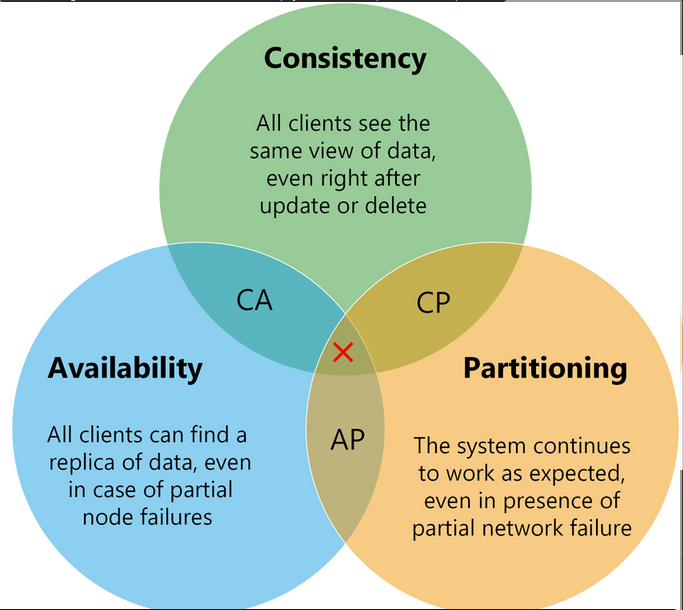 Consistency
All clients see the
same view of data,
even right after
update or delete
CA
CP
Availability
All clients can find a
replica of data, even
in case of partial
node failures
AP
Partitioning
The system continues
to work as expected,
even in presence of
partial network failure